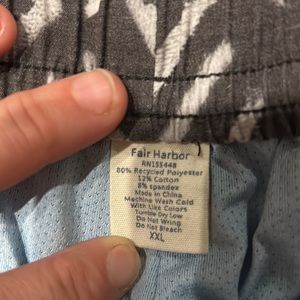 Fair Harbor
RN155448
80% Recycled Polyester
12% Cotton
8% spandex
Made in China
Machine Wash Cold
With Like Colors
Tumble Dry Low
Do Not Wring
Do Not Bleach
XXL